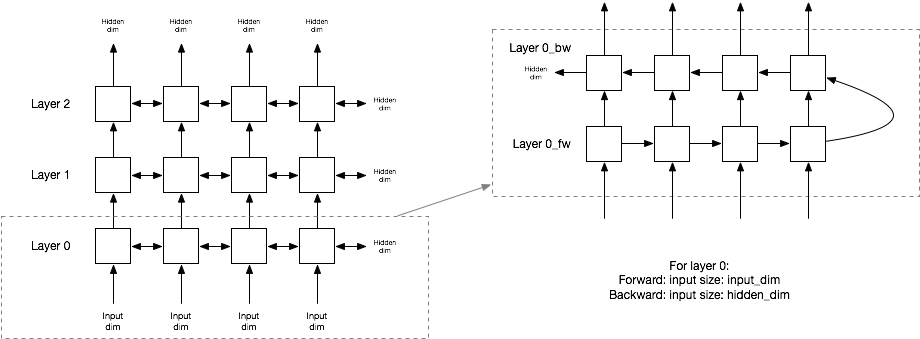 Hidden
dim
Hidden
dim
Hidden
dim
Hidden
dim
Layer 2
Hidden
dim
Layer 1
Hidden
dim
Layer 0
Hidden
dim
Input
dim
Input
dim
Input
dim
Input
dim
Layer 0_bw
Hidden
dim
Layer 0_fw
For layer 0:
Forward: input size: input_dim
Backward: input size: hidden_dim